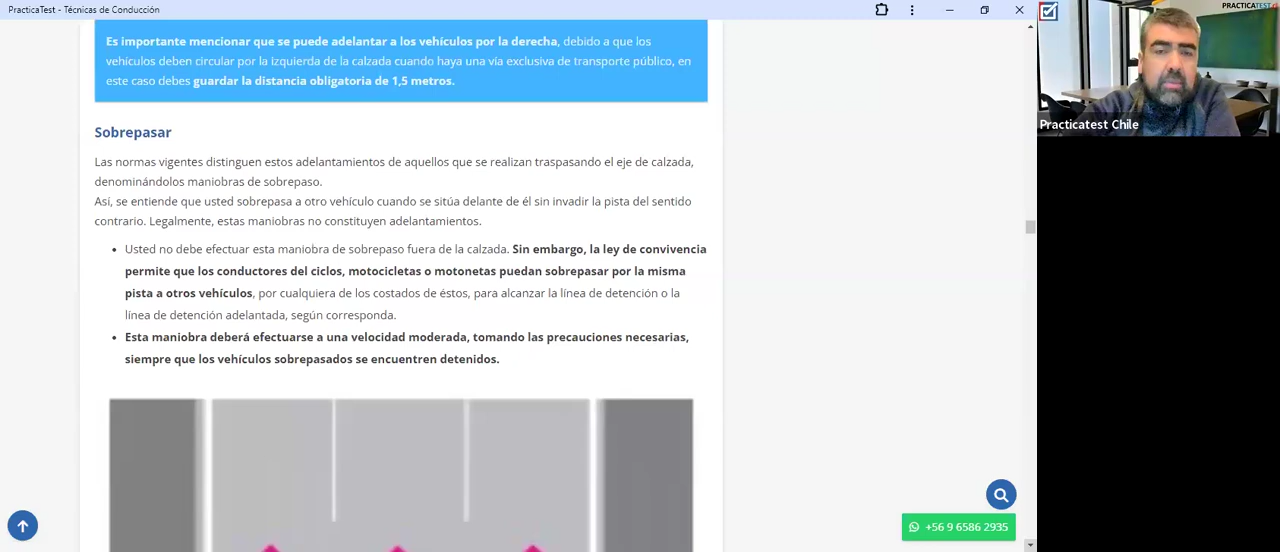 PracticaTest - Técnicas de Conducción
PRACTICATEST
Practicatest Chile
Es importante mencionar que se puede adelantar a los vehículos por la derecha, debido a que los
vehículos deben circular por la izquierda de la calzada cuando haya una vía exclusiva de transporte público, en
este caso debes guardar la distancia obligatoria de 1,5 metros.
Sobrepasar
Las normas vigentes distinguen estos adelantamientos de aquellos que se realizan traspasando el eje de calzada,
denominándolos maniobras de sobrepaso.
Así, se entiende que usted sobrepasa a otro vehículo cuando se sitúa delante de él sin invadir la pista del sentido
contrario. Legalmente, estas maniobras no constituyen adelantamientos.
• Usted no debe efectuar esta maniobra de sobrepaso fuera de la calzada. Sin embargo, la ley de convivencia
permite que los conductores del ciclos, motocicletas o motonetas puedan sobrepasar por la misma
pista a otros vehículos, por cualquiera de los costados de éstos, para alcanzar la línea de detención o la
línea de detención adelantada, según corresponda.
• Esta maniobra deberá efectuarse a una velocidad moderada, tomando las precauciones necesarias,
siempre que los vehículos sobrepasados se encuentren detenidos.
+56 9 6586 2935